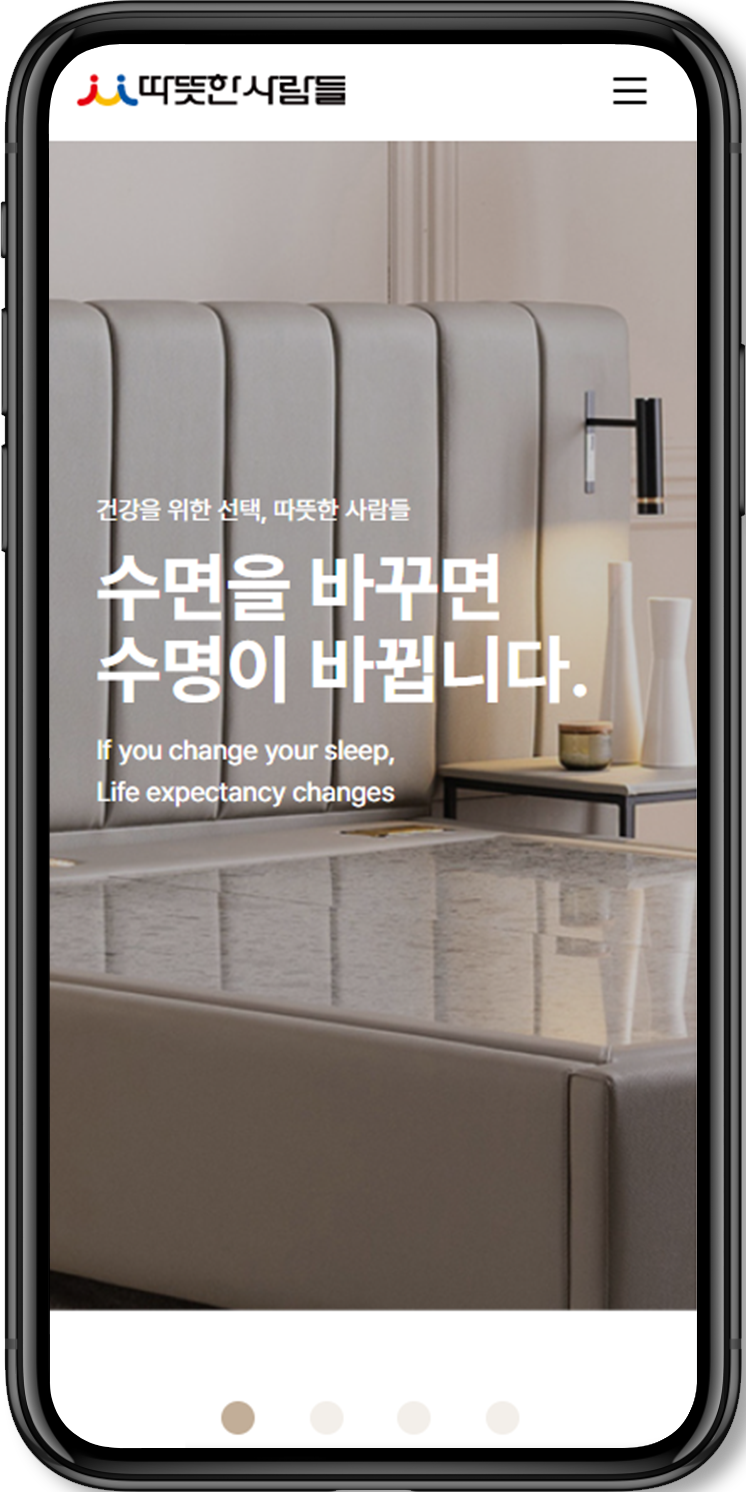 따뜻한사람들
건강을 위한 선택, 따뜻한 사람들
수면을 바꾸면
수명이 바뀝니다.
If you change your sleep,
Life expectancy changes